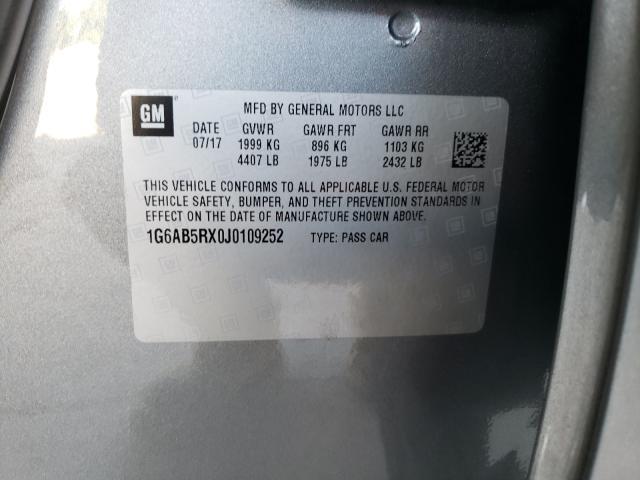 GM
MFD BY GENERAL MOTORS LLC
DATE GVWR GAWR FRT GAWR RR
07/17 1999 KG 896 KG 1103 KG
4407 LB 1975 LB 2432 LB
THIS VEHICLE CONFORMS TO ALL APPLICABLE U.S. FEDERAL MOTOR
VEHICLE SAFETY, BUMPER, AND THEFT PREVENTION STANDARDS
IN EFFECT ON THE DATE OF MANUFACTURE SHOWN ABOVE.
1G6AB5RX0J0109252 TYPE: PASS CAR